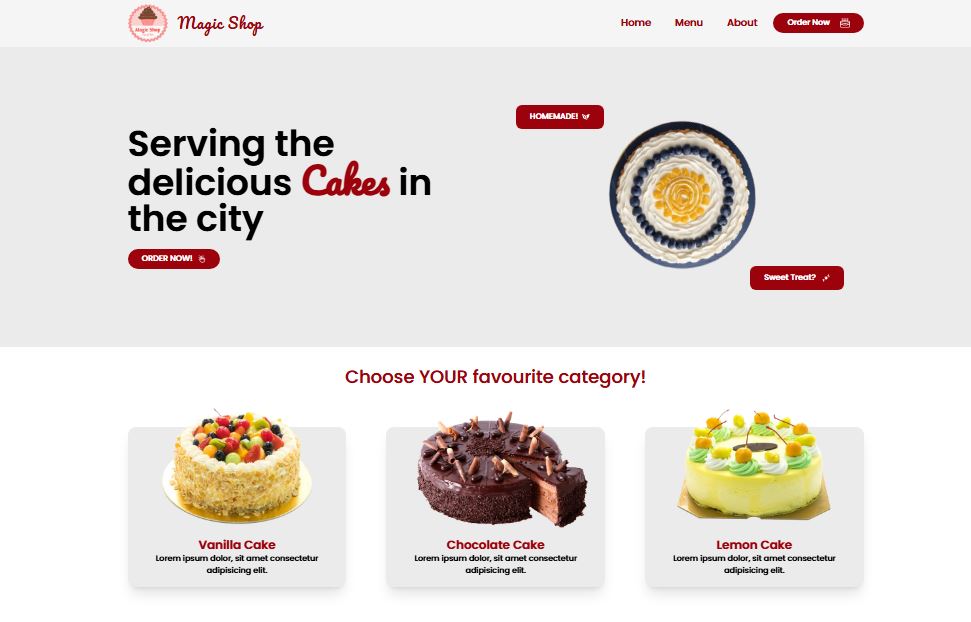 Magic Shop
Magic Shop
Home
Menu
About
Order Now
Serving the
delicious Cakes in
the city
ORDER NOW!
HOMEMADE!
Sweet Treat?
Choose YOUR favourite category!
Vanilla Cake
Lorem ipsum dolor, sit amet consectetur
adipisicing elit.
Chocolate Cake
Lorem ipsum dolor, sit amet consectetur
adipisicing elit.
Lemon Cake
Lorem ipsum dolor, sit amet consectetur
adipisicing elit.